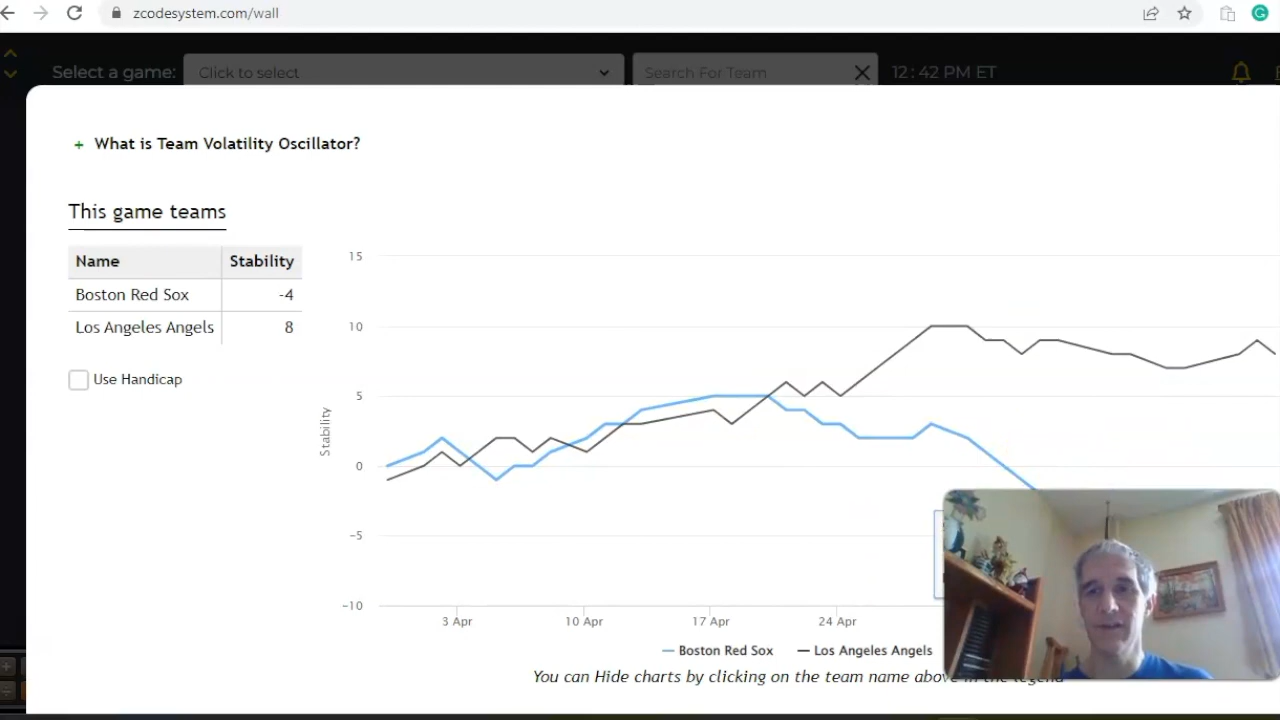 zcodesystem.com/wall
Select a game: Click to select Search For Team 12:42 PM ET
+ What is Team Volatility Oscillator?
This game teams
Name Stability
Boston Red Sox -4
Los Angeles Angels 8
Use Handicap
Stability
15
10
5
0
-5
-10
3 Apr 10 Apr 17 Apr 24 Apr
Boston Red Sox Los Angeles Angels
You can Hide charts by clicking on the team name above in the legend